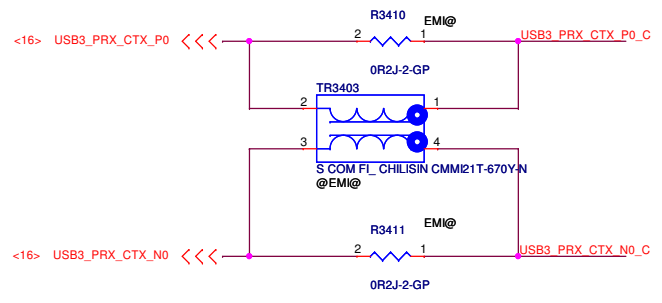 R3410
<16> USB3_PRX_CTX_P0 2 1 EMI@ USB3_PRX_CTX_P0_C
0R2J-2-GP
TR3403
2 1
3 4
S COM FI_ CHILISIN CMMI21T-670Y-N
@EMI@
R3411
EMI@
<16> USB3_PRX_CTX_N0 2 1 USB3_PRX_CTX_N0_C
0R2J-2-GP